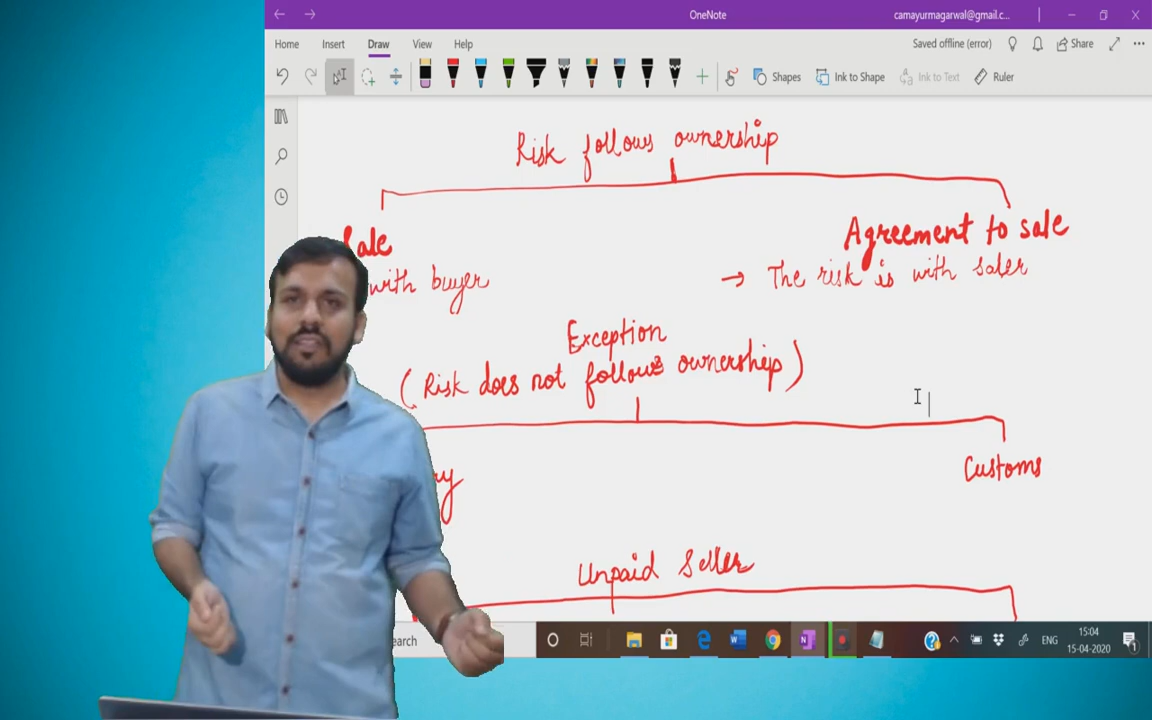 OneNote
camayurmagarwal@gmail.c...
Home Insert Draw View Help
Saved offline (error)
Share
Shapes
Ink to Shape
Ink to Text
Ruler
Risk follows ownership
Sale
Agreement to sale
with buyer
→ The risk is with saler
Exception
(Risk does not follows ownership)
Customs
Unpaid Seller
earch
ENG
15:04
15-04-2020